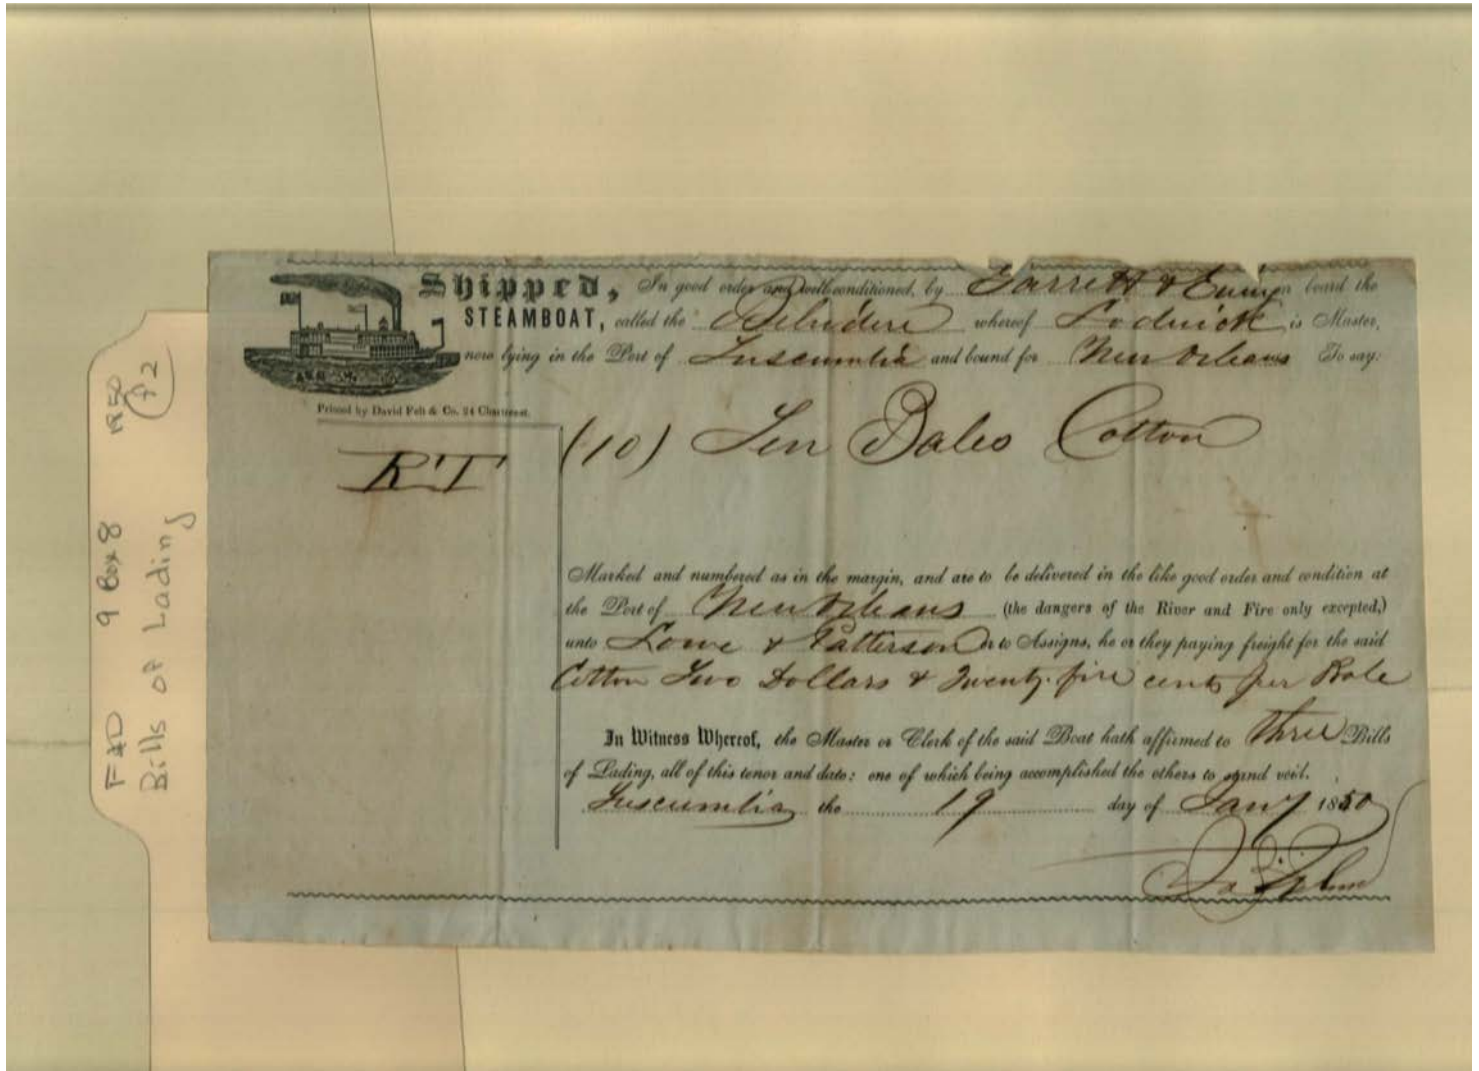 Shipped, In good order and well conditioned, by Garrett & on board the
STEAMBOAT, called the Belvidere whereof Lodwick is Master,
now lying in the Port of Tuscumbia and bound for New Orleans To say:
Printed by David Felt & Co. 24 Chartres st.
RT
(10) Ten Bales Cotton
Marked and numbered as in the margin, and are to be delivered in the like good order and condition at
the Port of New Orleans (the dangers of the River and Fire only excepted,)
unto Lowe & Patterson or to Assigns, he or they paying freight for the said
Cotton Two Dollars & Twenty-five cents per Bale
In Witness Whereof, the Master or Clerk of the said Boat hath affirmed to three Bills
of Lading, all of this tenor and date: one of which being accomplished the others to stand void.
Tuscumbia the 19 day of Jany 1850
F&D 9 Box 8 1850
P2
Bills of Lading